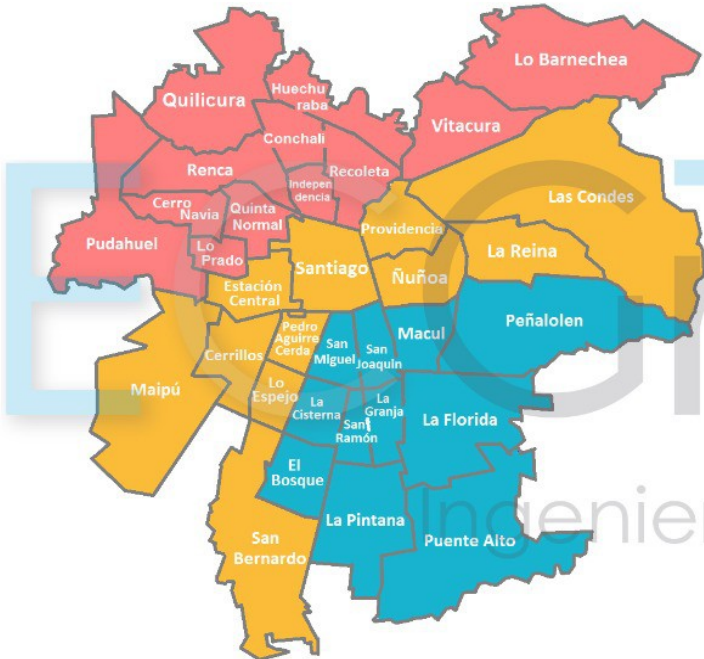 Lo Barnechea
Quilicura
Huechu
raba
Vitacura
Conchalí
Renca
Recoleta
Indepen
dencia
Las Condes
Cerro
Navia
Quinta
Normal
Providencia
Pudahuel
Lo
Prado
La Reina
Santiago
Ñuñoa
Estación
Central
Peñalolen
Pedro
Aguirre
Cerda
San
Miguel
San
Joaquin
Macul
Cerrillos
Maipú
Lo
Espejo
La
Cisterna
La
Granja
San
Ramón
La Florida
El
Bosque
La Pintana
San
Bernardo
Puente Alto
Ingenier